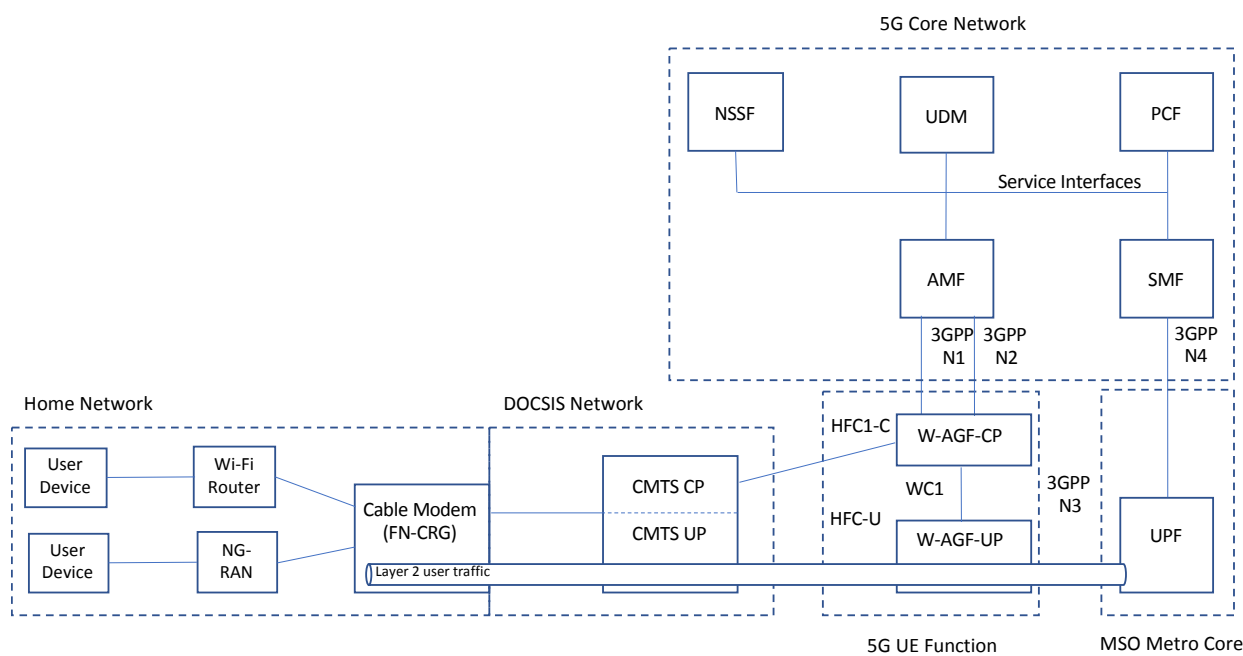 5G Core Network
NSSF
UDM
PCF
Service Interfaces
AMF
SMF
3GPP
N1
3GPP
N2
3GPP
N4
Home Network
DOCSIS Network
User
Device
Wi-Fi
Router
Cable Modem
(FN-CRG)
User
Device
NG-
RAN
Layer 2 user traffic
CMTS CP
CMTS UP
HFC1-C
W-AGF-CP
WC1
HFC-U
W-AGF-UP
3GPP
N3
UPF
5G UE Function
MSO Metro Core